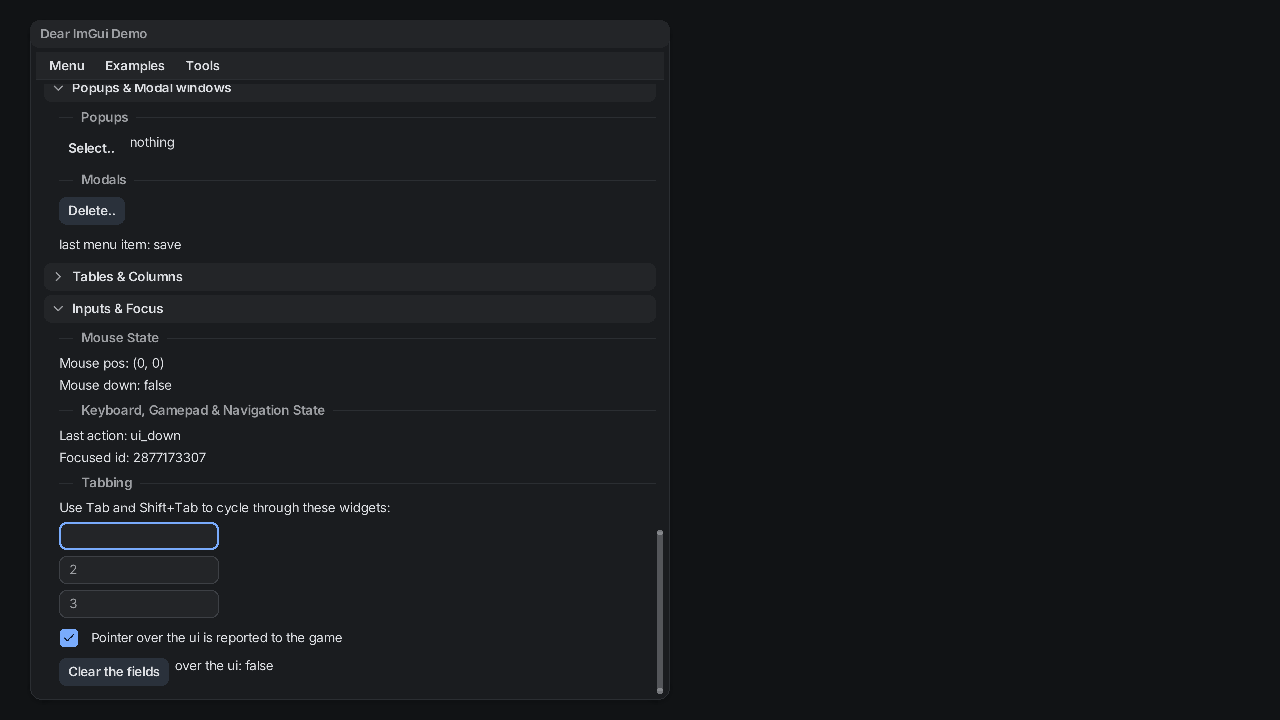 Dear ImGui Demo
Menu Examples Tools
Popups & Modal windows
Popups
Select.. nothing
Modals
Delete..
last menu item: save
Tables & Columns
Inputs & Focus
Mouse State
Mouse pos: (0, 0)
Mouse down: false
Keyboard, Gamepad & Navigation State
Last action: ui_down
Focused id: 2877173307
Tabbing
Use Tab and Shift+Tab to cycle through these widgets:
2
3
Pointer over the ui is reported to the game
Clear the fields over the ui: false